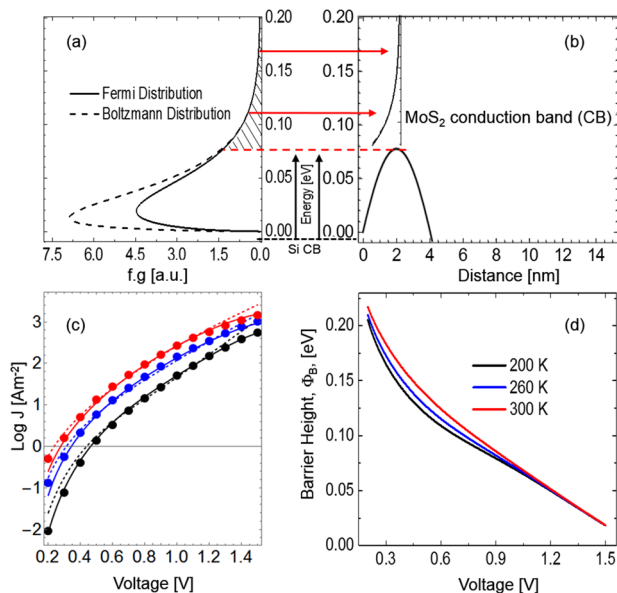 (a)
Fermi Distribution
Boltzmann Distribution
7.5 6.0 4.5 3.0 1.5 0.0
f.g [a.u.]
0.20
0.15
0.10
0.05
0.00
Energy [eV]
Si CB
0.20
0.15
0.10
0.05
0.00
(b)
MoS₂ conduction band (CB)
0 2 4 6 8 10 12 14
Distance [nm]
(c)
3
2
1
0
−1
−2
Log J [Am⁻²]
0.2 0.4 0.6 0.8 1.0 1.2 1.4
Voltage [V]
(d)
200 K
260 K
300 K
0.20
0.15
0.10
0.05
0.00
Barrier Height, Φ_B, [eV]
0.3 0.6 0.9 1.2 1.5
Voltage [V]